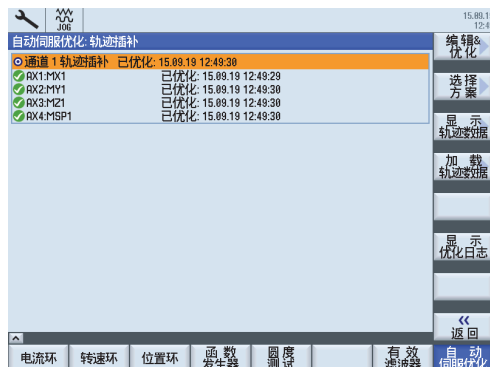 JOG
15.09.1
12:4
自动伺服优化: 轨迹插补
通道 1 轨迹插补 已优化: 15.09.19 12:49:30
AX1:MX1 已优化: 15.09.19 12:49:29
AX2:MY1 已优化: 15.09.19 12:49:30
AX3:MZ1 已优化: 15.09.19 12:49:30
AX4:MSP1 已优化: 15.09.19 12:49:30
编辑&
优化
选择
方案
显示
轨迹数据
加载
轨迹数据
显示
优化日志
«
返回
电流环
转速环
位置环
函数
发生器
圆度
测试
有效
滤波器
自动
伺服优化